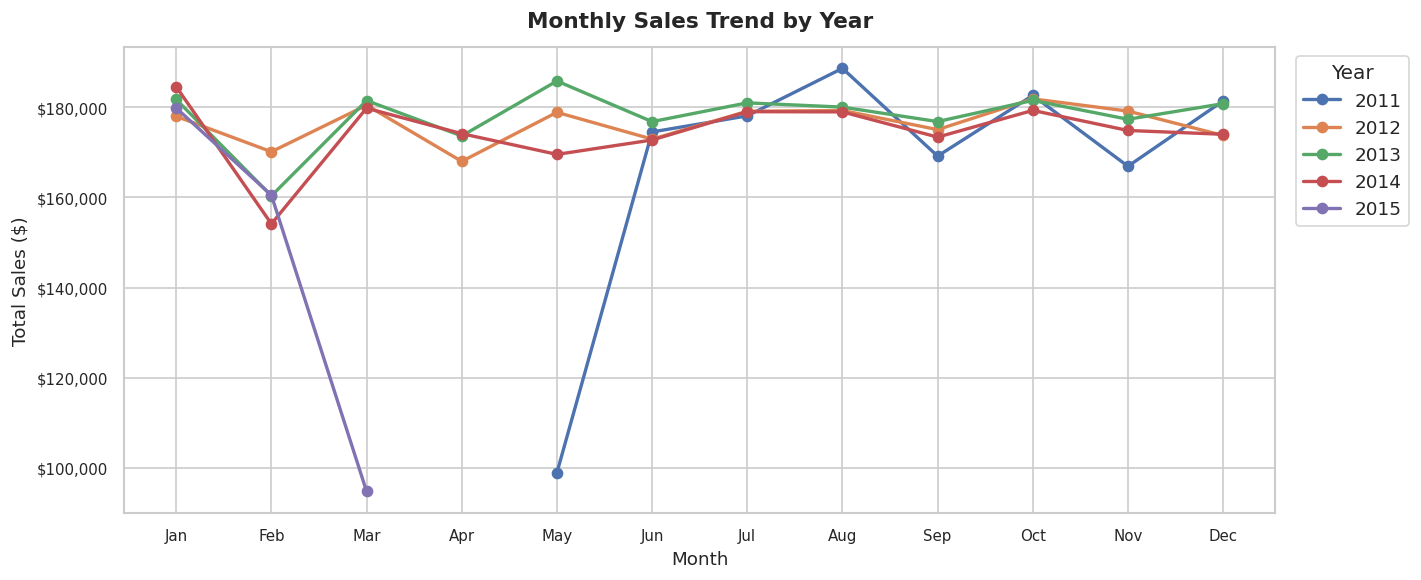 Monthly Sales Trend by Year
Total Sales ($)
$180,000
$160,000
$140,000
$120,000
$100,000
Jan Feb Mar Apr May Jun Jul Aug Sep Oct Nov Dec
Month
Year
2011
2012
2013
2014
2015